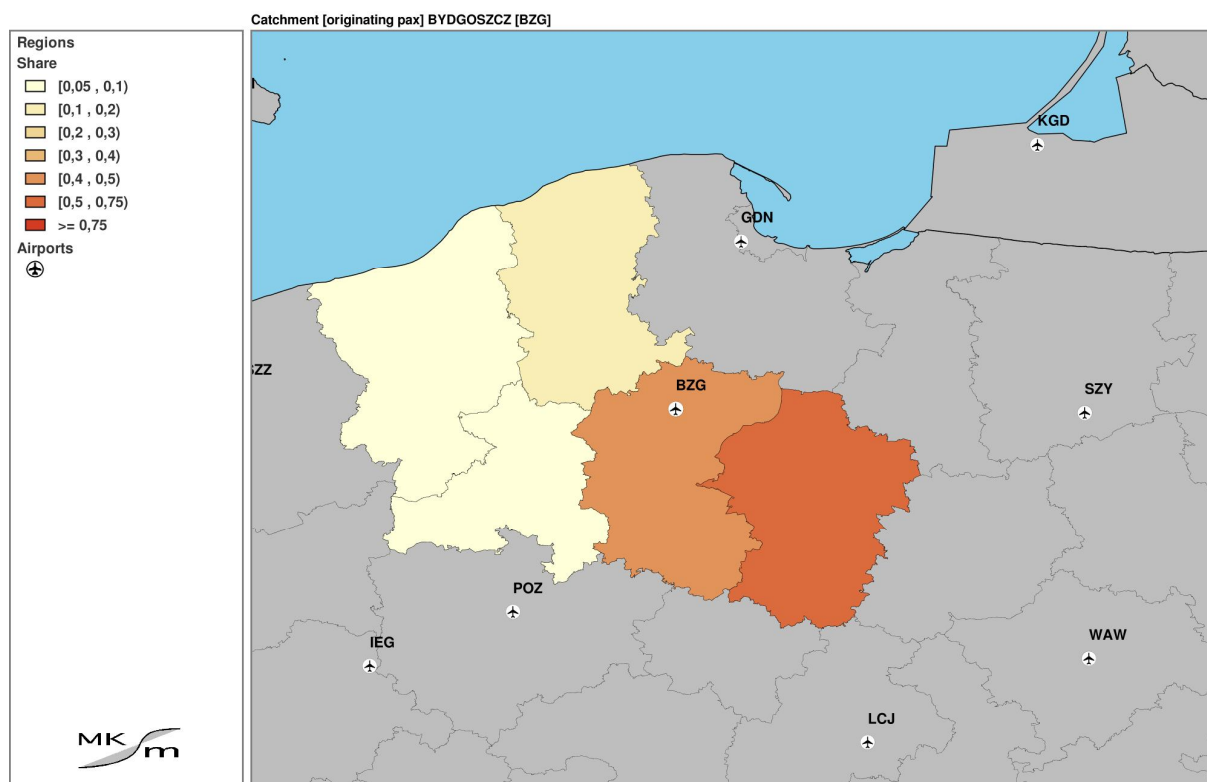 Catchment [originating pax] BYDGOSZCZ [BZG]
Regions
Share
[0,05 , 0,1)
[0,1 , 0,2)
[0,2 , 0,3)
[0,3 , 0,4)
[0,4 , 0,5)
[0,5 , 0,75)
>= 0,75
Airports
KGD
GDN
SZZ
BZG
SZY
POZ
IEG
WAW
LCJ
MK
m